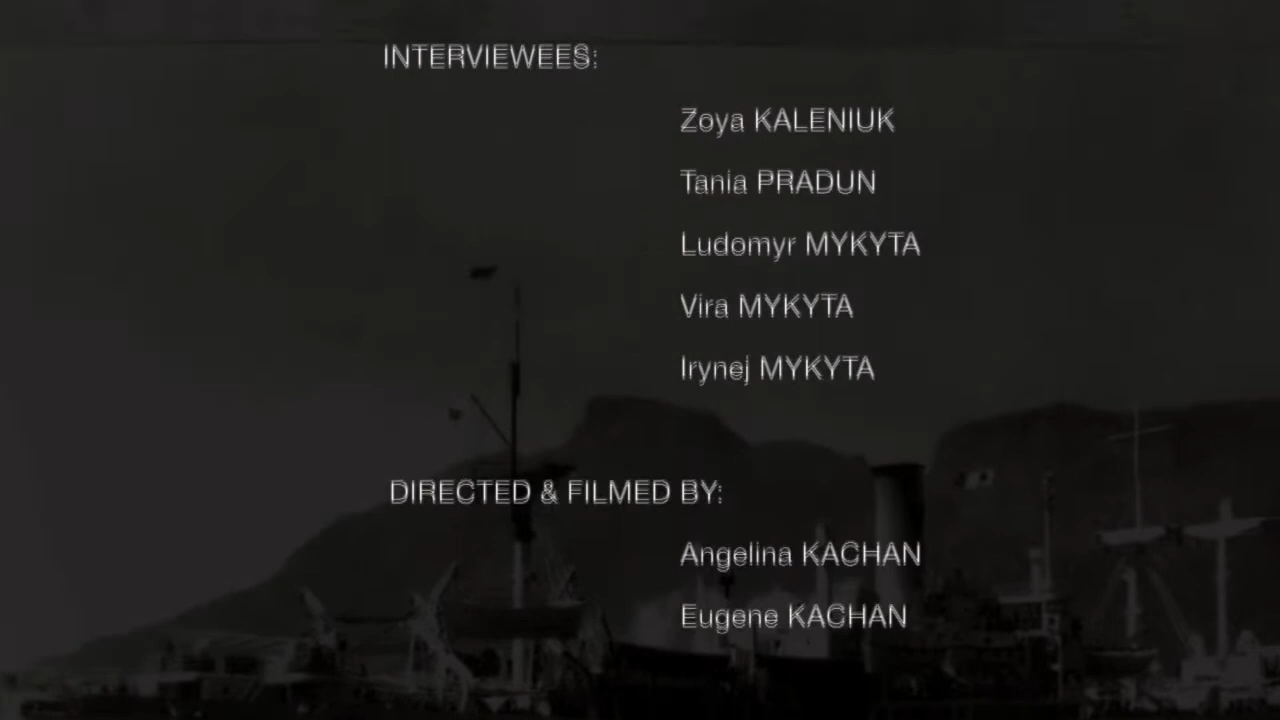 INTERVIEWEES:
Zoya KALENIUK
Tania PRADUN
Ludomyr MYKYTA
Vira MYKYTA
Irynej MYKYTA
DIRECTED & FILMED BY:
Angelina KACHAN
Eugene KACHAN